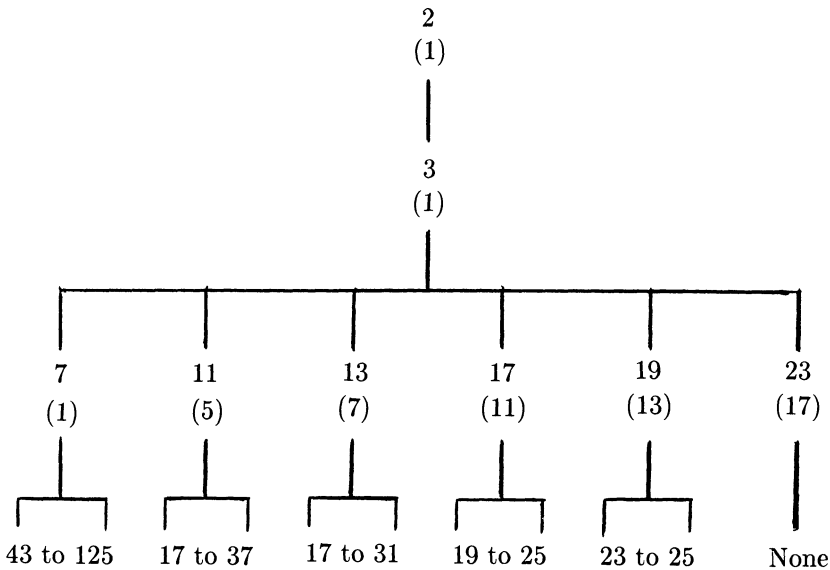 2
(1)
3
(1)
7 11 13 17 19 23
(1) (5) (7) (11) (13) (17)
43 to 125 17 to 37 17 to 31 19 to 25 23 to 25 None